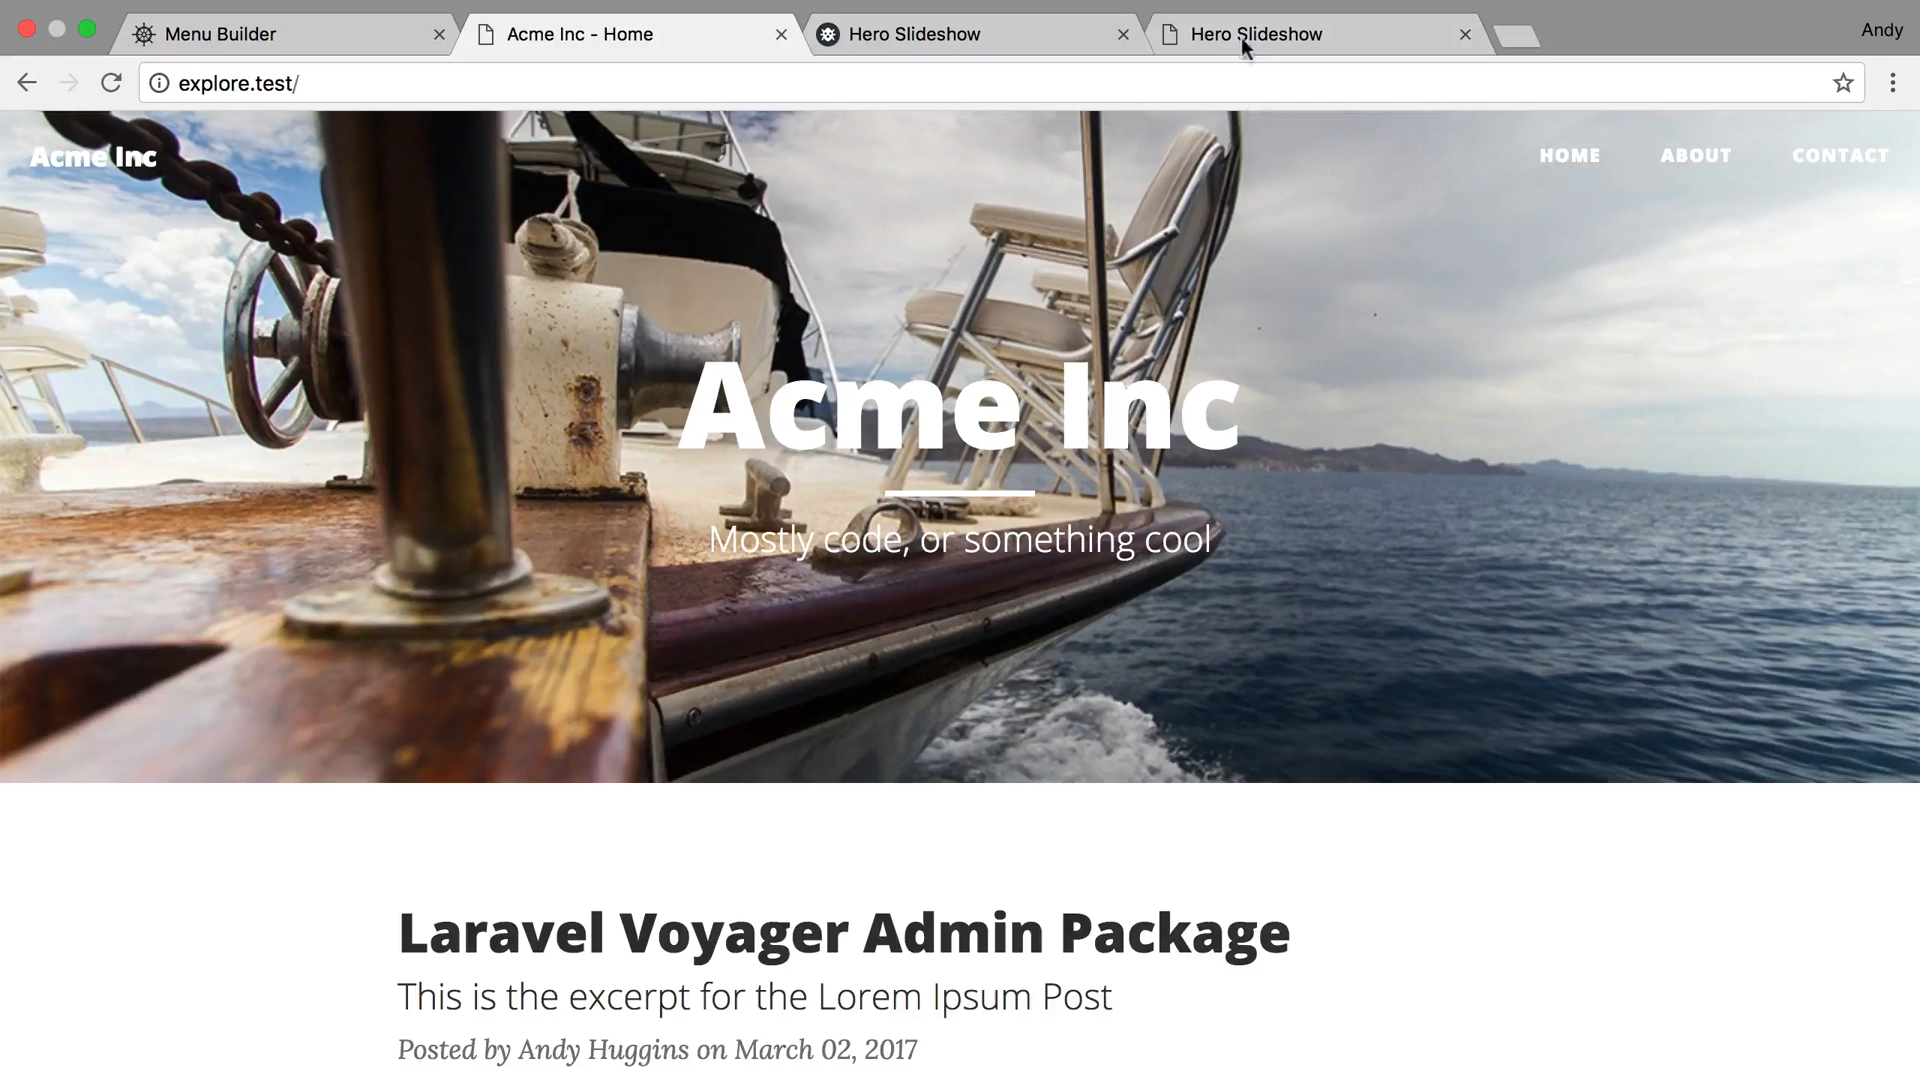 Menu Builder
Acme Inc - Home
Hero Slideshow
Hero Slideshow
Andy
explore.test/
Acme Inc
HOME
ABOUT
CONTACT
Acme Inc
Mostly code, or something cool
Laravel Voyager Admin Package
This is the excerpt for the Lorem Ipsum Post
Posted by Andy Huggins on March 02, 2017